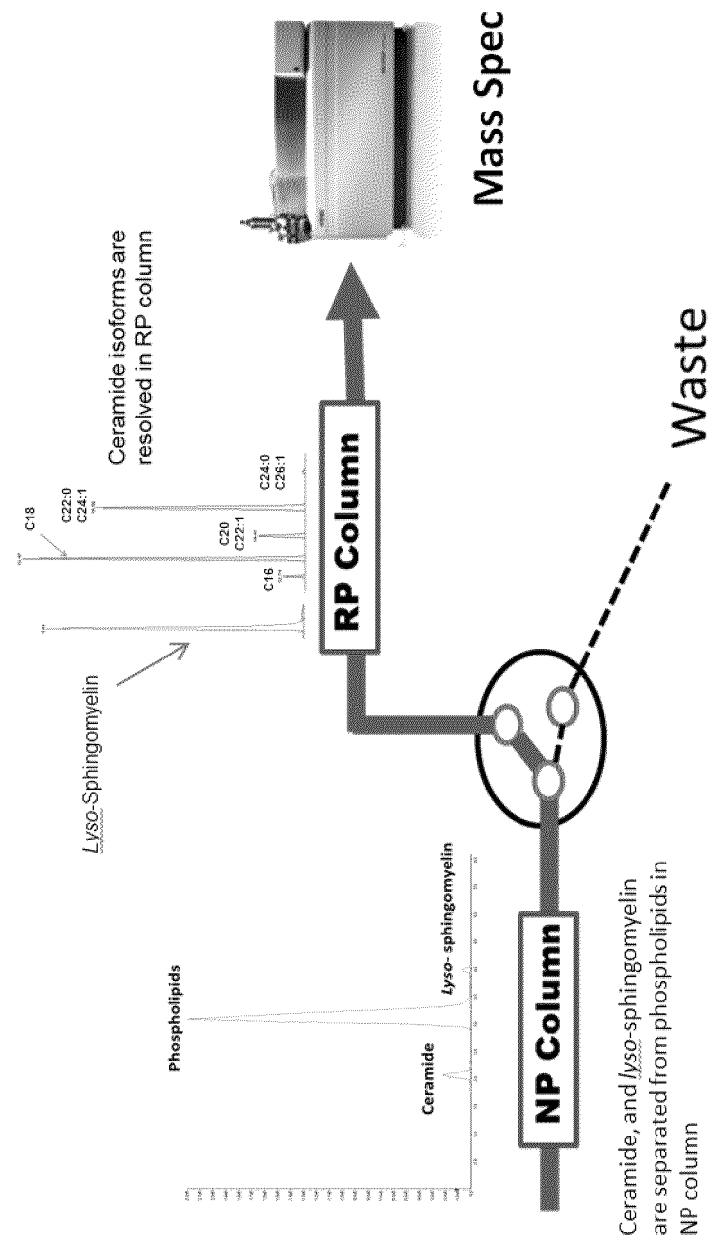 Phospholipids
Ceramide
Lyso- sphingomyelin
NP Column
Ceramide, and lyso-sphingomyelin
are separated from phospholipids in
NP column
Lyso-Sphingomyelin
C16
C18
C20
C22:1
C22:0
C24:1
C24:0
C26:1
Ceramide isoforms are
resolved in RP column
RP Column
Waste
Mass Spec